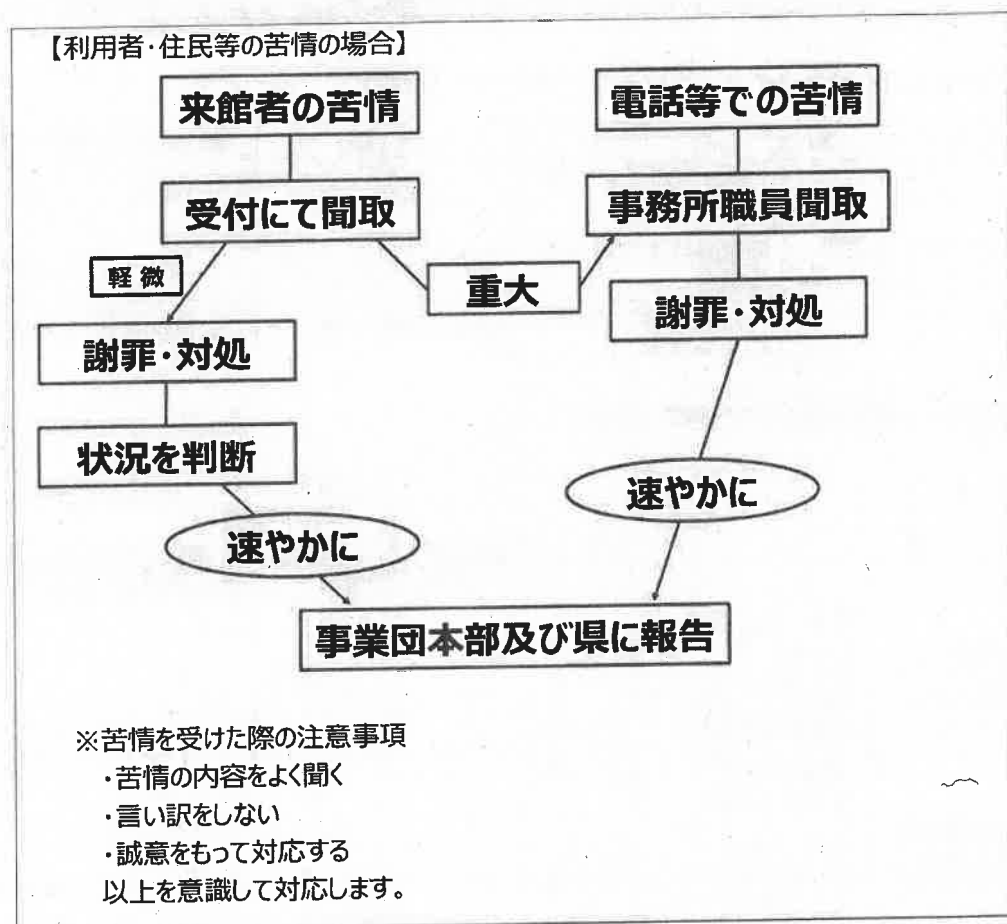 【利用者・住民等の苦情の場合】
来館者の苦情
電話等での苦情
受付にて聞取
事務所職員聞取
軽微
重大
謝罪・対処
謝罪・対処
状況を判断
速やかに
速やかに
事業団本部及び県に報告
※苦情を受けた際の注意事項
・苦情の内容をよく聞く
・言い訳をしない
・誠意をもって対応する
以上を意識して対応します。